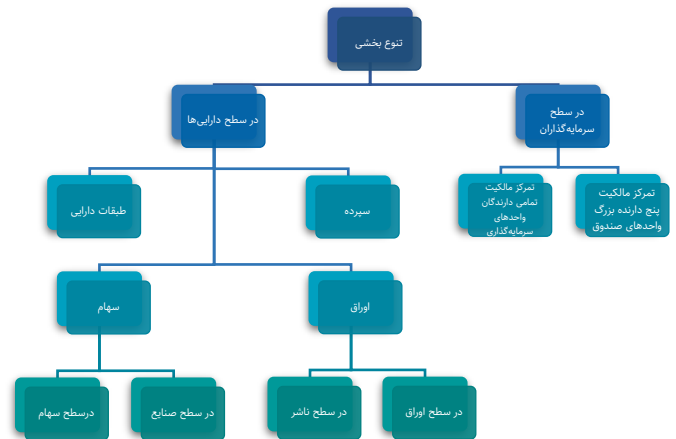 تنوع بخشی
در سطح
سرمایه‌گذاران
در سطح دارایی‌ها
تمرکز مالکیت
پنج دارنده بزرگ
واحدهای صندوق
تمرکز مالکیت
تمامی دارندگان
واحدهای
سرمایه‌گذاری
سپرده
طبقات دارایی
اوراق
سهام
در سطح اوراق
در سطح ناشر
در سطح صنایع
درسطح سهام